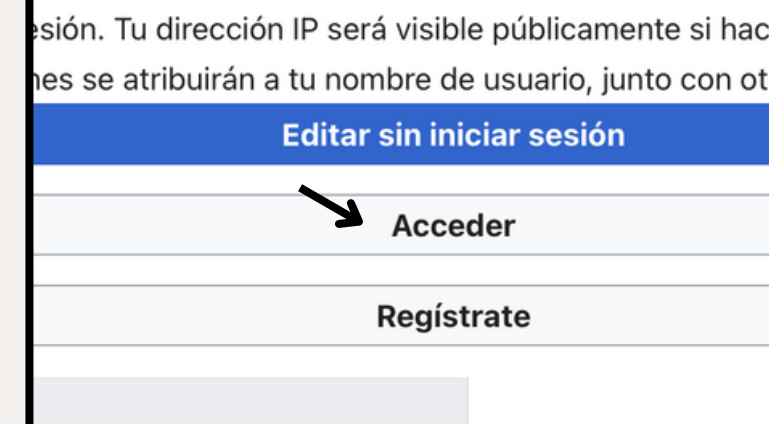 sesión. Tu dirección IP será visible públicamente si hac
nes se atribuirán a tu nombre de usuario, junto con ot
Editar sin iniciar sesión
Acceder
Regístrate